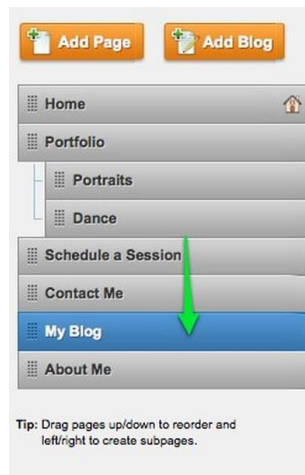 Add Page Add Blog
Home
Portfolio
Portraits
Dance
Schedule a Session
Contact Me
My Blog
About Me
Tip: Drag pages up/down to reorder and
left/right to create subpages.